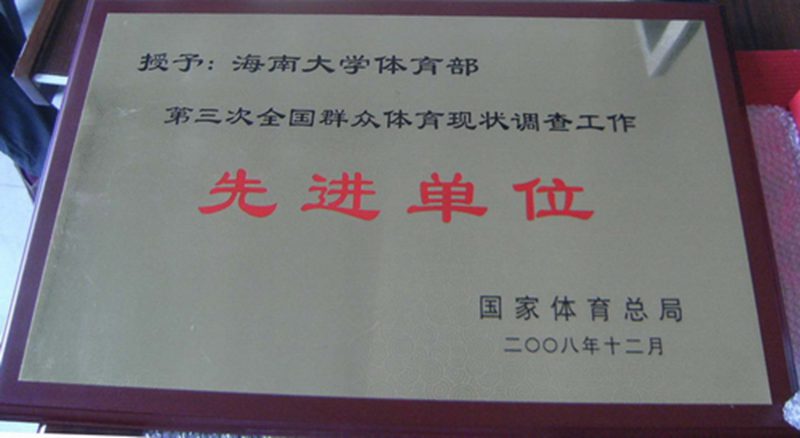 授予：海南大学体育部
第三次全国群众体育现状调查工作
先进单位
国家体育总局
二〇〇八年十二月